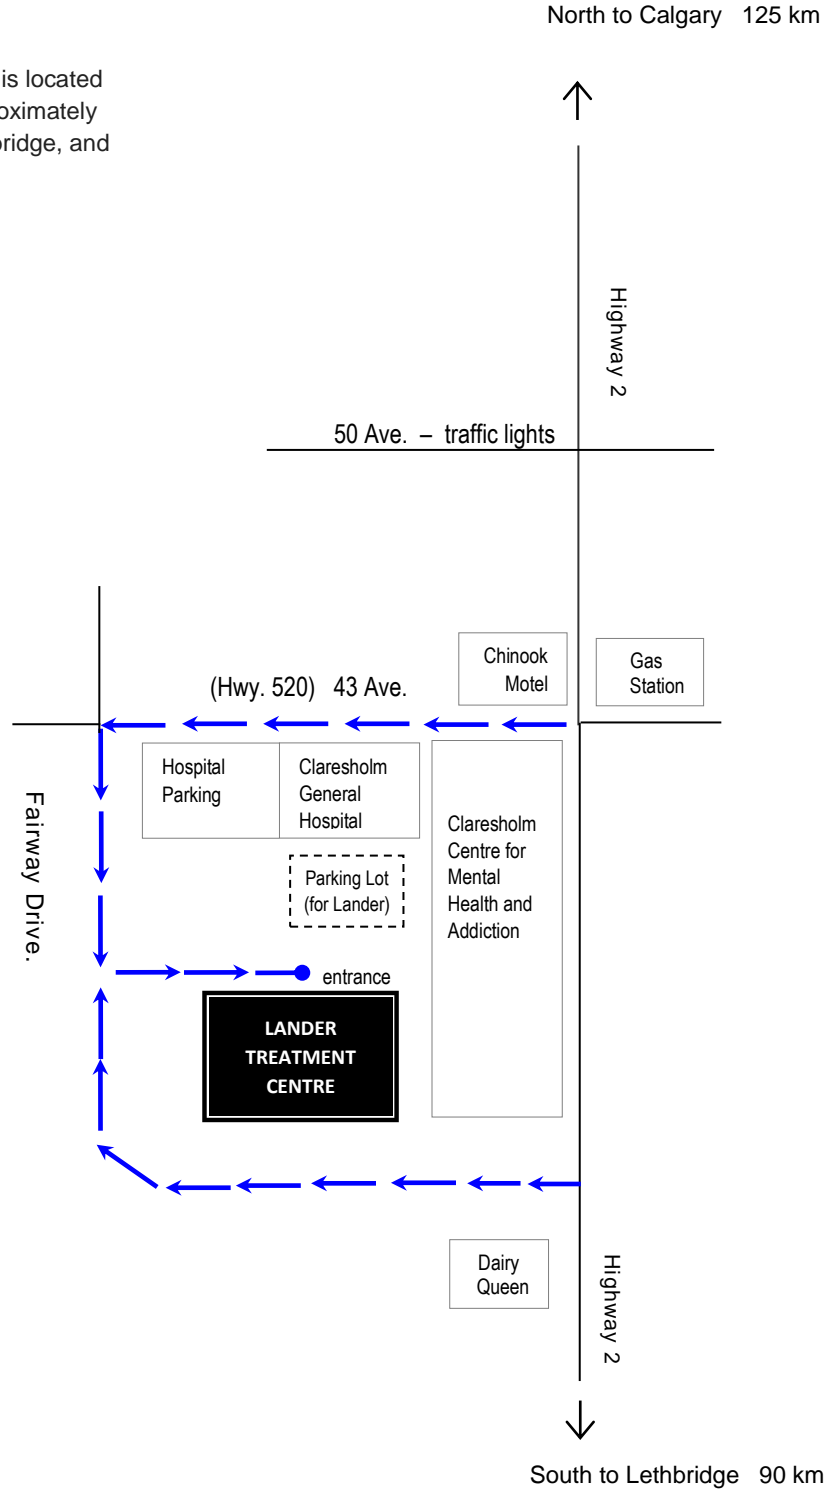 North to Calgary 125 km
is located
oximately
ridge, and
Highway 2
50 Ave. – traffic lights
Chinook
Motel
Gas
Station
(Hwy. 520) 43 Ave.
Hospital
Parking
Claresholm
General
Hospital
Fairway Drive.
Claresholm
Centre for
Mental
Health and
Addiction
Parking Lot
(for Lander)
entrance
LANDER
TREATMENT
CENTRE
Dairy
Queen
Highway 2
South to Lethbridge 90 km